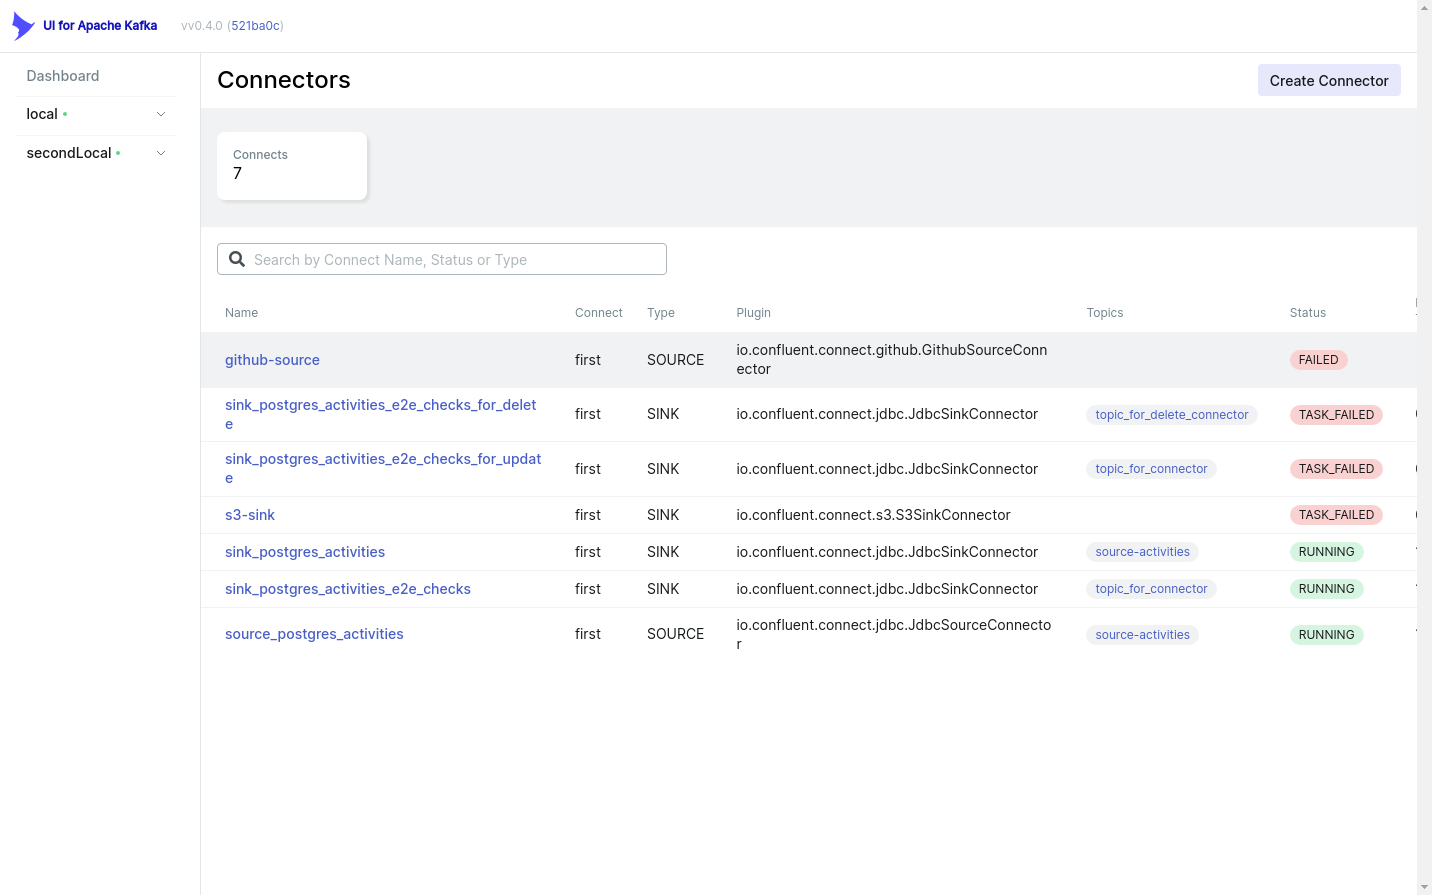 UI for Apache Kafka vv0.4.0 (521ba0c)
Dashboard
local
secondLocal
Connectors
Create Connector
Connects
7
Search by Connect Name, Status or Type
Name Connect Type Plugin Topics Status
github-source first SOURCE io.confluent.connect.github.GithubSourceConn
ector FAILED
sink_postgres_activities_e2e_checks_for_delet
e first SINK io.confluent.connect.jdbc.JdbcSinkConnector topic_for_delete_connector TASK_FAILED
sink_postgres_activities_e2e_checks_for_updat
e first SINK io.confluent.connect.jdbc.JdbcSinkConnector topic_for_connector TASK_FAILED
s3-sink first SINK io.confluent.connect.s3.S3SinkConnector TASK_FAILED
sink_postgres_activities first SINK io.confluent.connect.jdbc.JdbcSinkConnector source-activities RUNNING
sink_postgres_activities_e2e_checks first SINK io.confluent.connect.jdbc.JdbcSinkConnector topic_for_connector RUNNING
source_postgres_activities first SOURCE io.confluent.connect.jdbc.JdbcSourceConnecto
r source-activities RUNNING